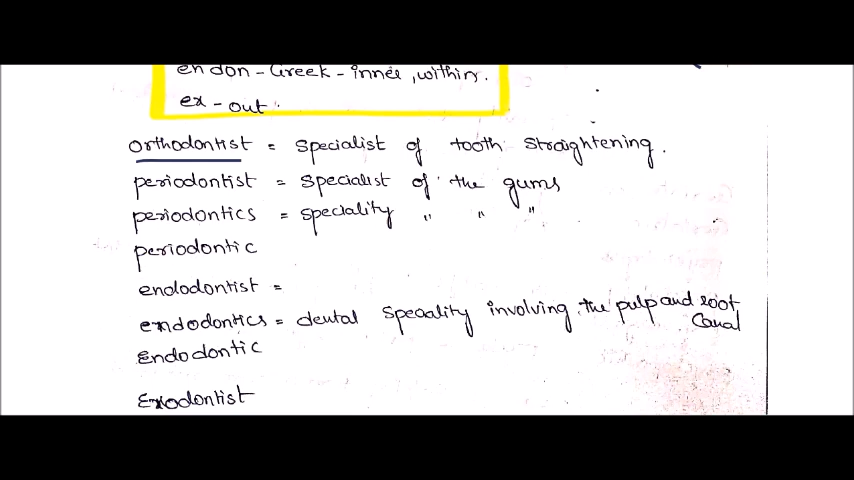 endon - Greek - inner, within.
ex - out.
Orthodontist = specialist of tooth straightening.
periodontist = specialist of the gums
periodontics = speciality " " "
periodontic
endodontist =
endodontics = dental speciality involving the pulp and root
canal
Endodontic
Exodontist